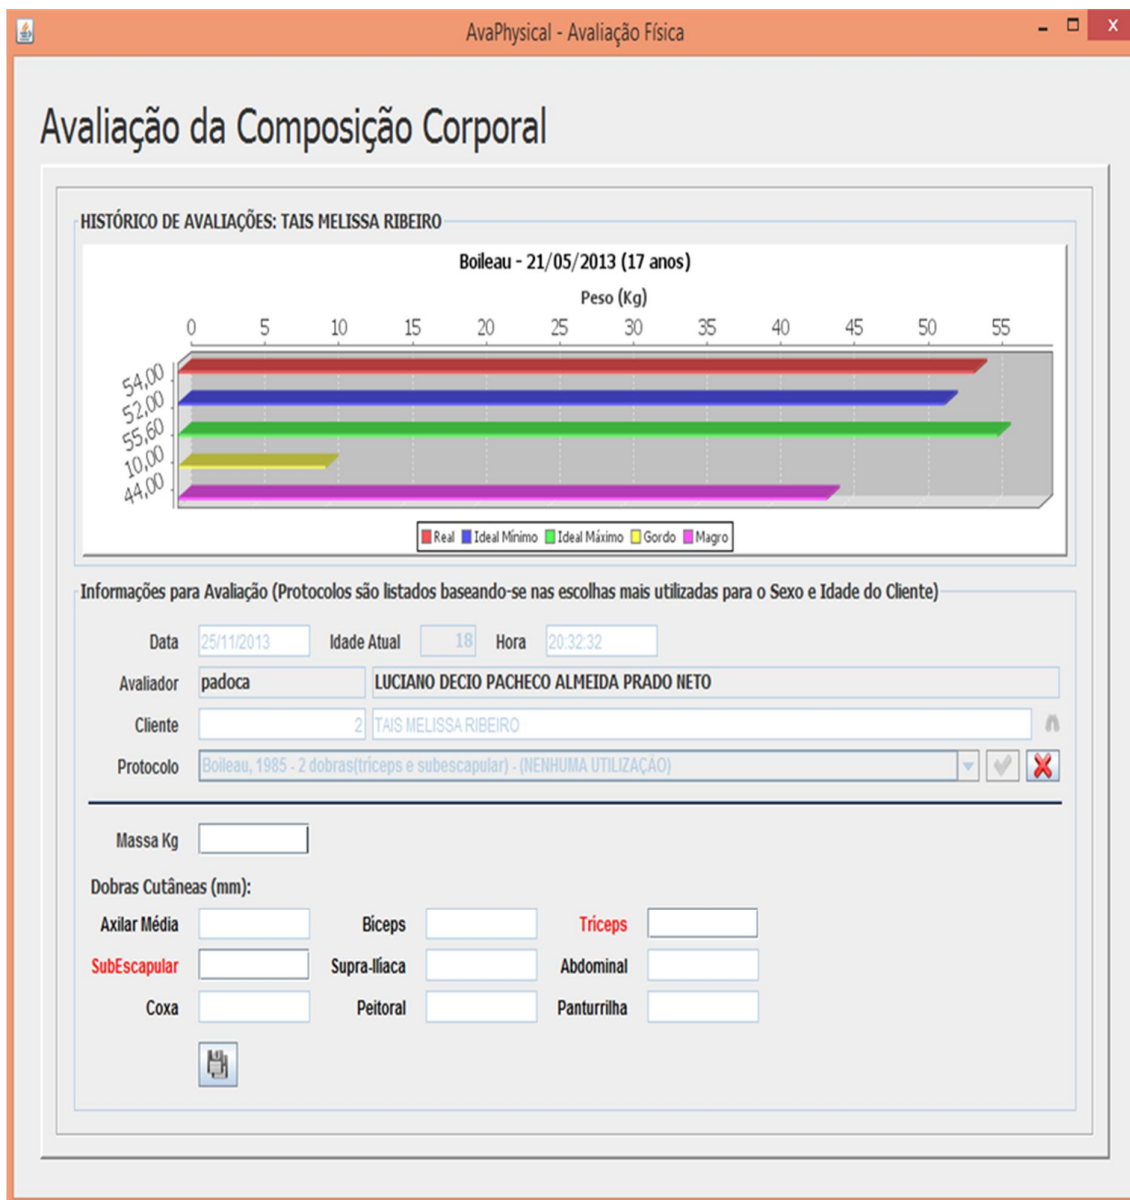 AvaPhysical - Avaliação Física
Avaliação da Composição Corporal
HISTÓRICO DE AVALIAÇÕES: TAIS MELISSA RIBEIRO
Boileau - 21/05/2013 (17 anos)
Peso (Kg)
0 5 10 15 20 25 30 35 40 45 50 55
54,00
52,00
55,60
10,00
44,00
Real Ideal Mínimo Ideal Máximo Gordo Magro
Informações para Avaliação (Protocolos são listados baseando-se nas escolhas mais utilizadas para o Sexo e Idade do Cliente)
Data 25/11/2013 Idade Atual 18 Hora 20:32:32
Avaliador padoca LUCIANO DECIO PACHECO ALMEIDA PRADO NETO
Cliente 2 TAIS MELISSA RIBEIRO
Protocolo Boileau, 1985 - 2 dobras(tríceps e subescapular) - (NENHUMA UTILIZAÇÃO)
Massa Kg
Dobras Cutâneas (mm):
Axilar Média Bíceps Tríceps
SubEscapular Supra-Ilíaca Abdominal
Coxa Peitoral Panturrilha